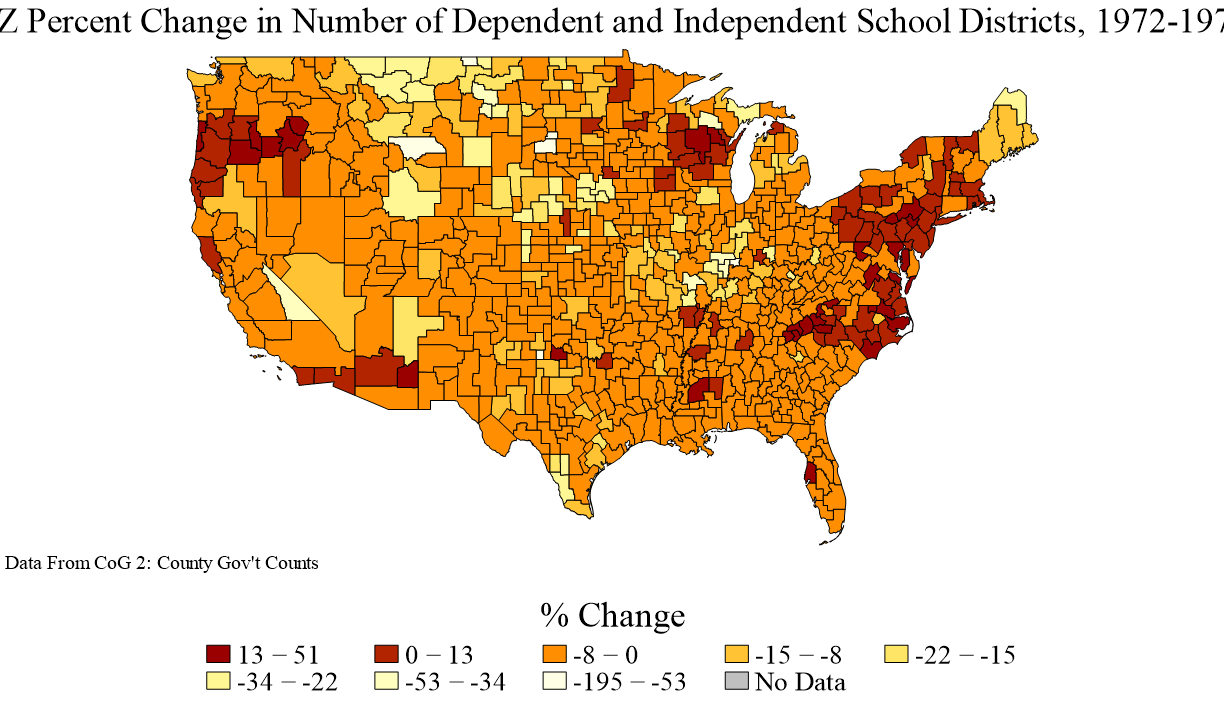 Z Percent Change in Number of Dependent and Independent School Districts, 1972-197
Data From CoG 2: County Gov't Counts
% Change
13 − 51
0 − 13
-8 − 0
-15 − -8
-22 − -15
-34 − -22
-53 − -34
-195 − -53
No Data